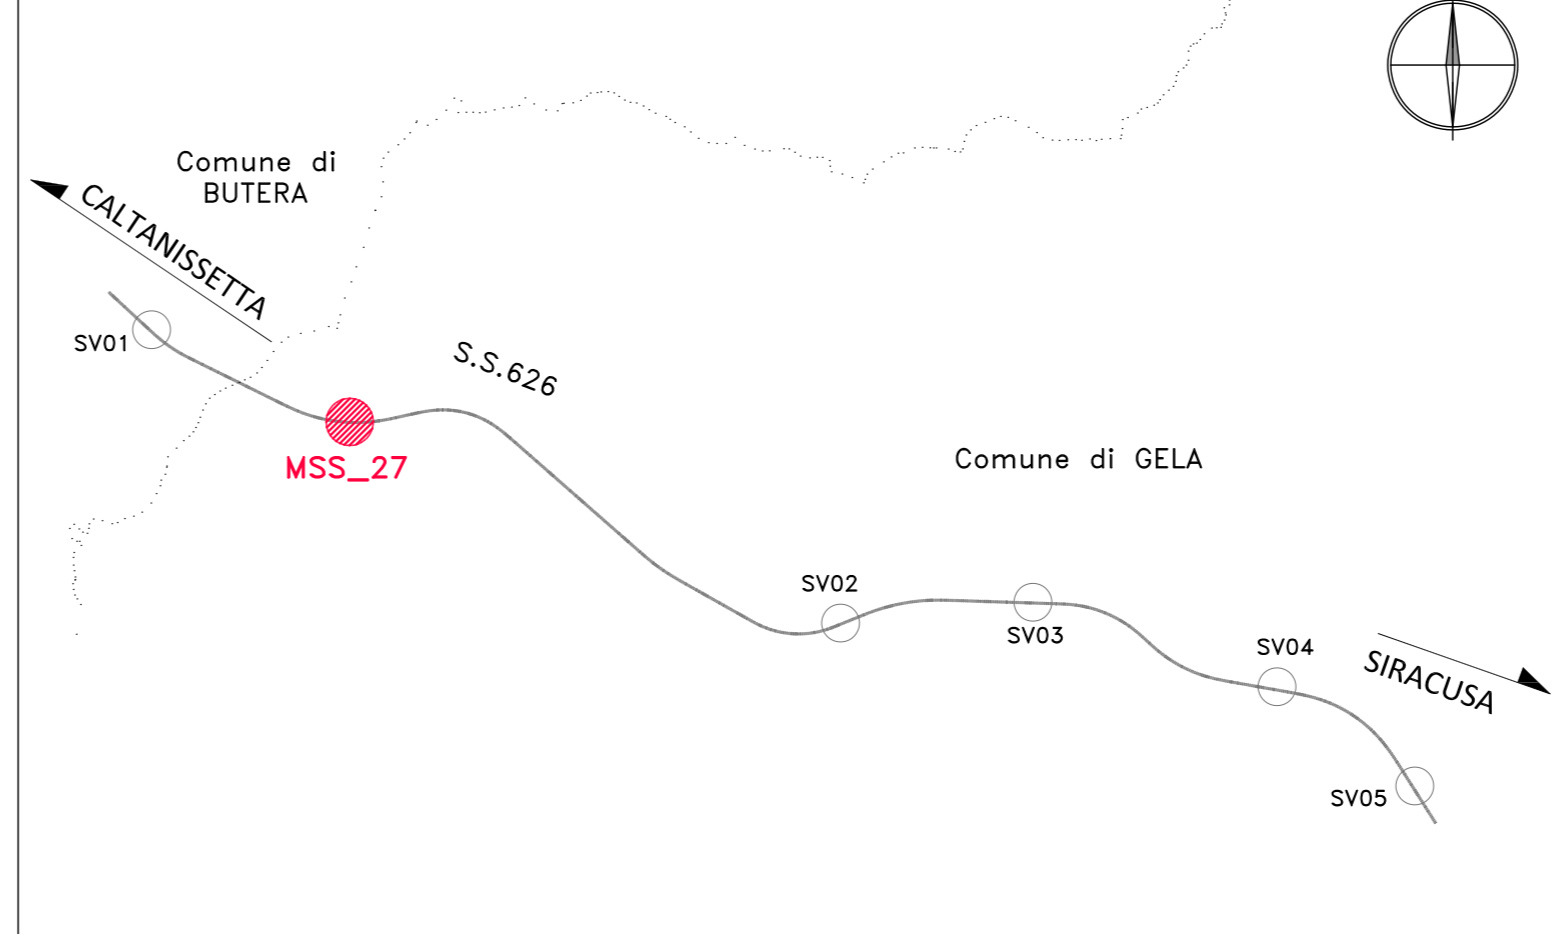 Comune di
BUTERA
CALTANISSETTA
SV01
S.S.626
MSS_27
Comune di GELA
SV02
SV03
SV04
SIRACUSA
SV05